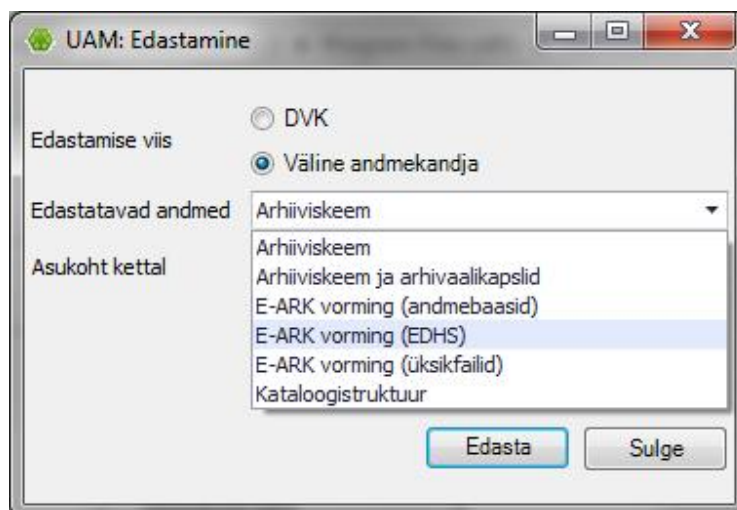 UAM: Edastamine
DVK
Edastamise viis
Väline andmekandja
Edastatavad andmed Arhiiviskeem
Asukoht kettal
Arhiiviskeem
Arhiiviskeem ja arhivaalikapslid
E-ARK vorming (andmebaasid)
E-ARK vorming (EDHS)
E-ARK vorming (üksikfailid)
Kataloogistruktuur
Edasta Sulge